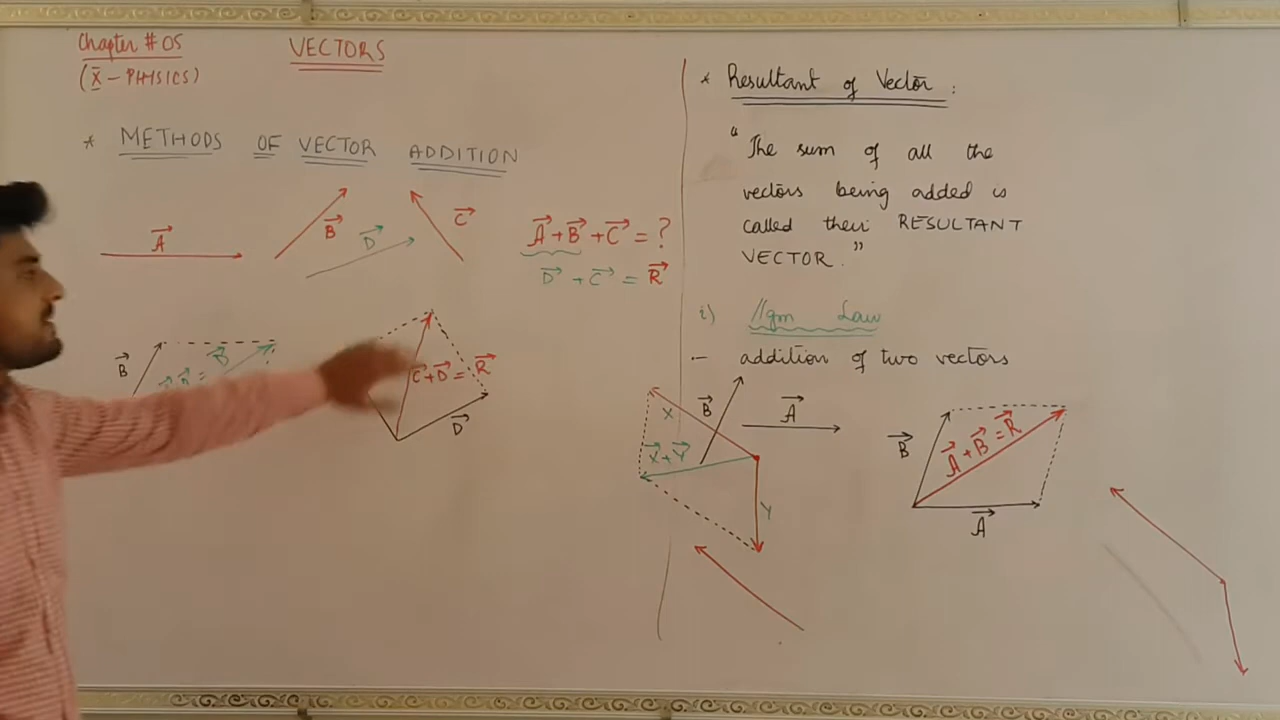 Chapter # 05
VECTORS
(X - PHYSICS)
* METHODS OF VECTOR ADDITION
A
B
D
C
A + B + C = ?
D + C = R
B
B
C + D = R
D
* Resultant of Vector :
"The sum of all the
vectors being added is
called their RESULTANT
VECTOR."
i) //gm Law
- addition of two vectors
X
B
A
X + Y
Y
B
A + B = R
A